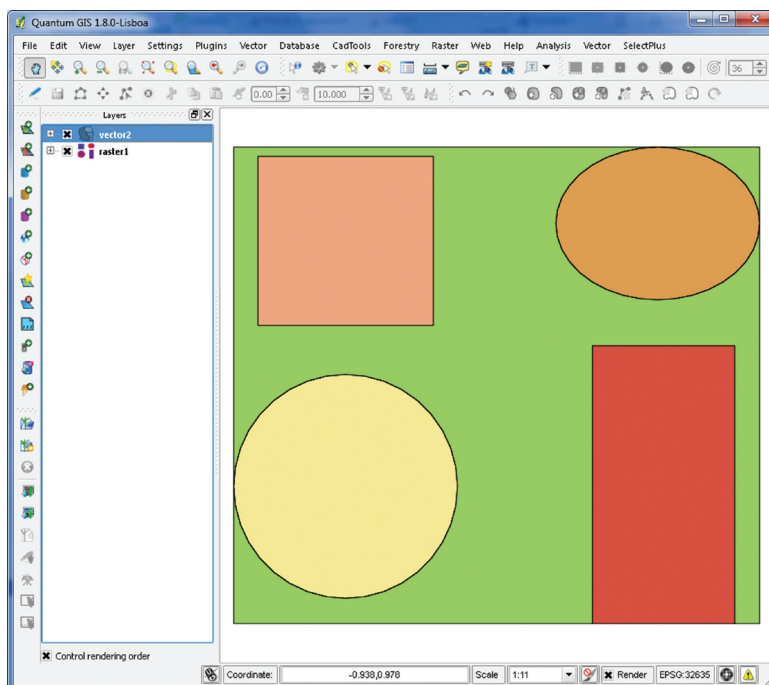 Quantum GIS 1.8.0-Lisboa
File Edit View Layer Settings Plugins Vector Database CadTools Forestry Raster Web Help Analysis Vector SelectPlus
36
0.00 10.000
Layers
vector2
raster1
Control rendering order
Coordinate: -0.938,0.978 Scale 1:11 Render EPSG:32635